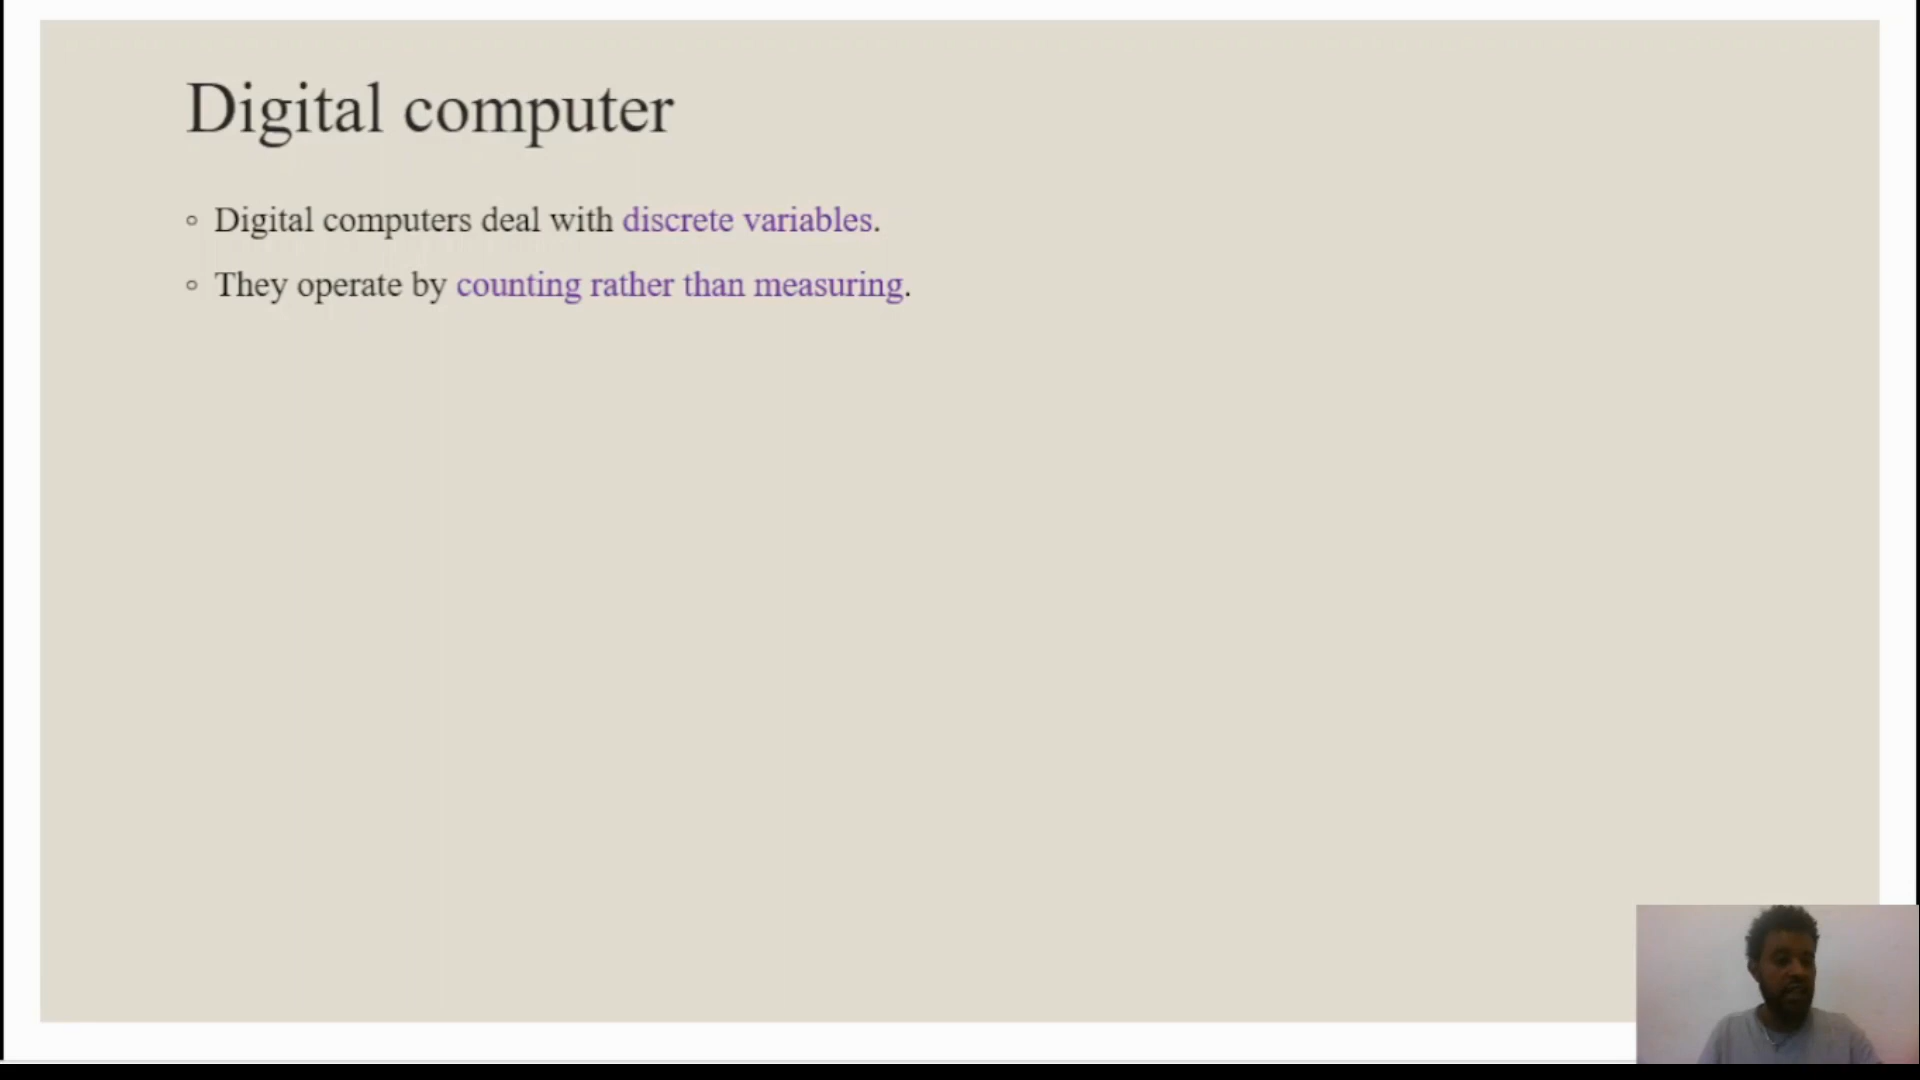 Digital computer
◦ Digital computers deal with discrete variables.
◦ They operate by counting rather than measuring.